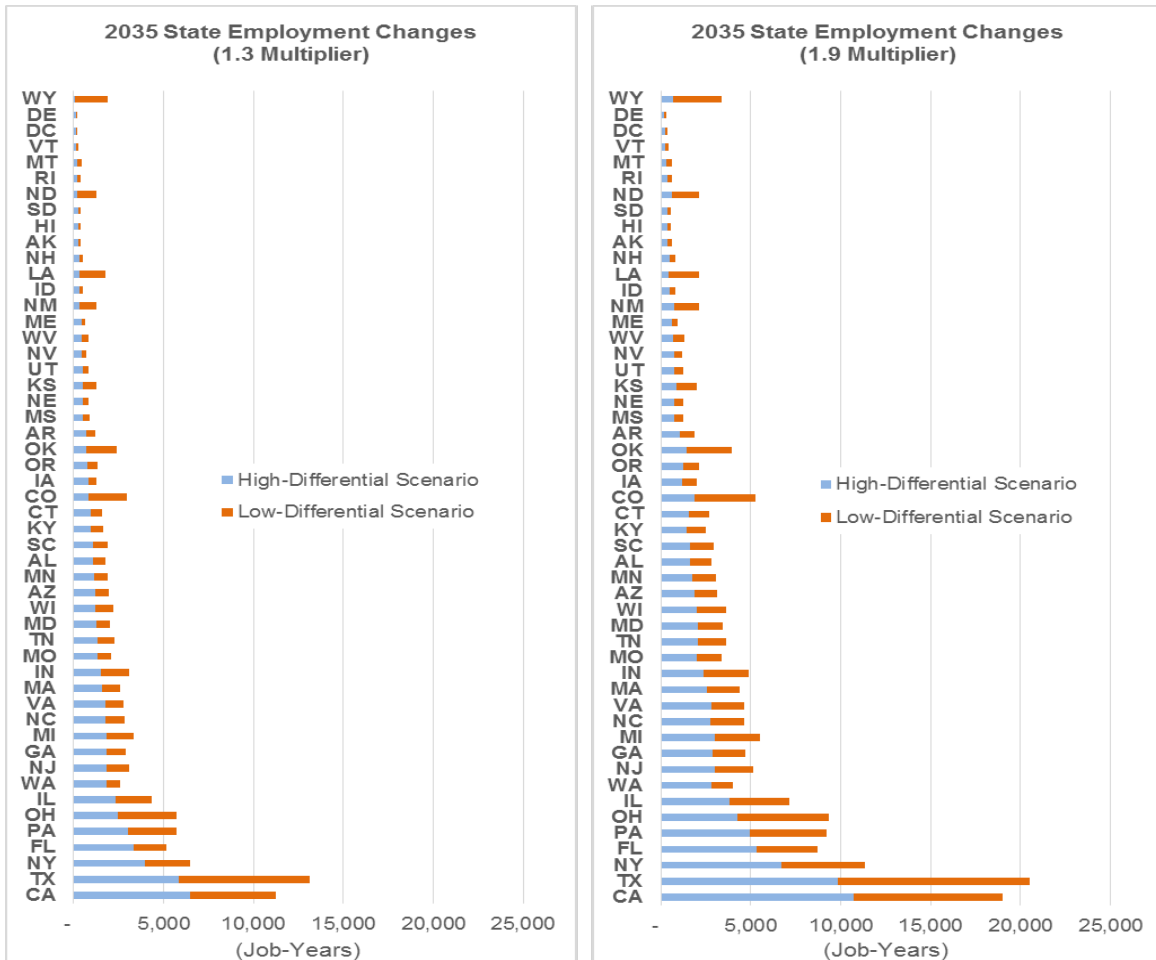 2035 State Employment Changes
(1.3 Multiplier)
WY
DE
DC
VT
MT
RI
ND
SD
HI
AK
NH
LA
ID
NM
ME
WV
NV
UT
KS
NE
MS
AR
OK
OR
IA
CO
CT
KY
SC
AL
MN
AZ
WI
MD
TN
MO
IN
MA
VA
NC
MI
GA
NJ
WA
IL
OH
PA
FL
NY
TX
CA
High-Differential Scenario
Low-Differential Scenario
- 5,000 10,000 15,000 20,000 25,000
(Job-Years)
2035 State Employment Changes
(1.9 Multiplier)
WY
DE
DC
VT
MT
RI
ND
SD
HI
AK
NH
LA
ID
NM
ME
WV
NV
UT
KS
NE
MS
AR
OK
OR
IA
CO
CT
KY
SC
AL
MN
AZ
WI
MD
TN
MO
IN
MA
VA
NC
MI
GA
NJ
WA
IL
OH
PA
FL
NY
TX
CA
High-Differential Scenario
Low-Differential Scenario
- 5,000 10,000 15,000 20,000 25,000
(Job-Years)